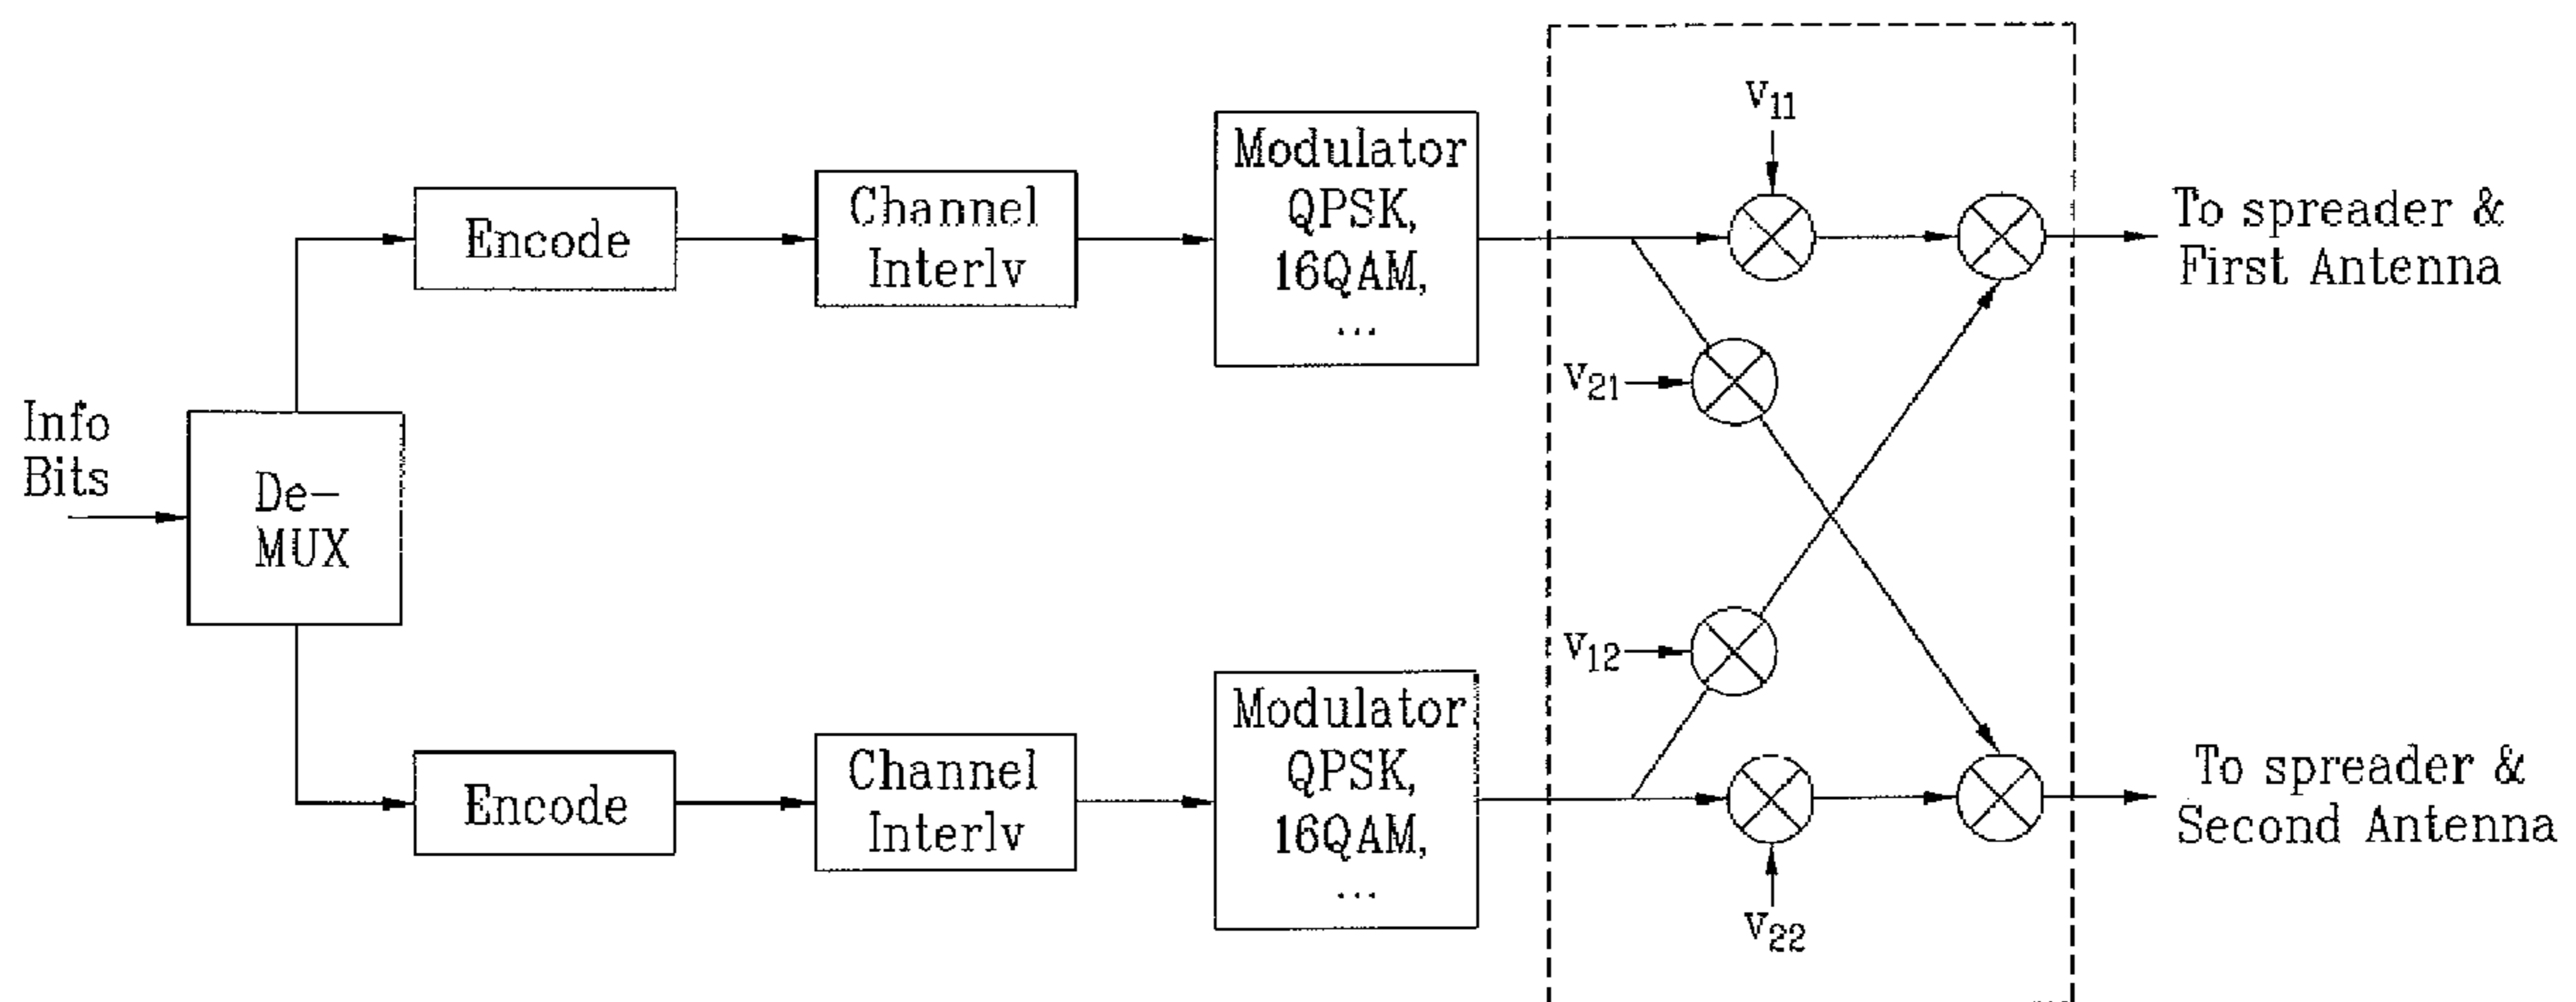 Info
Bits
De-
MUX
Encode
Channel
Interlv
Modulator
QPSK,
16QAM,
...
v11
v21
To spreader &
First Antenna
Encode
Channel
Interlv
Modulator
QPSK,
16QAM,
...
v12
v22
To spreader &
Second Antenna